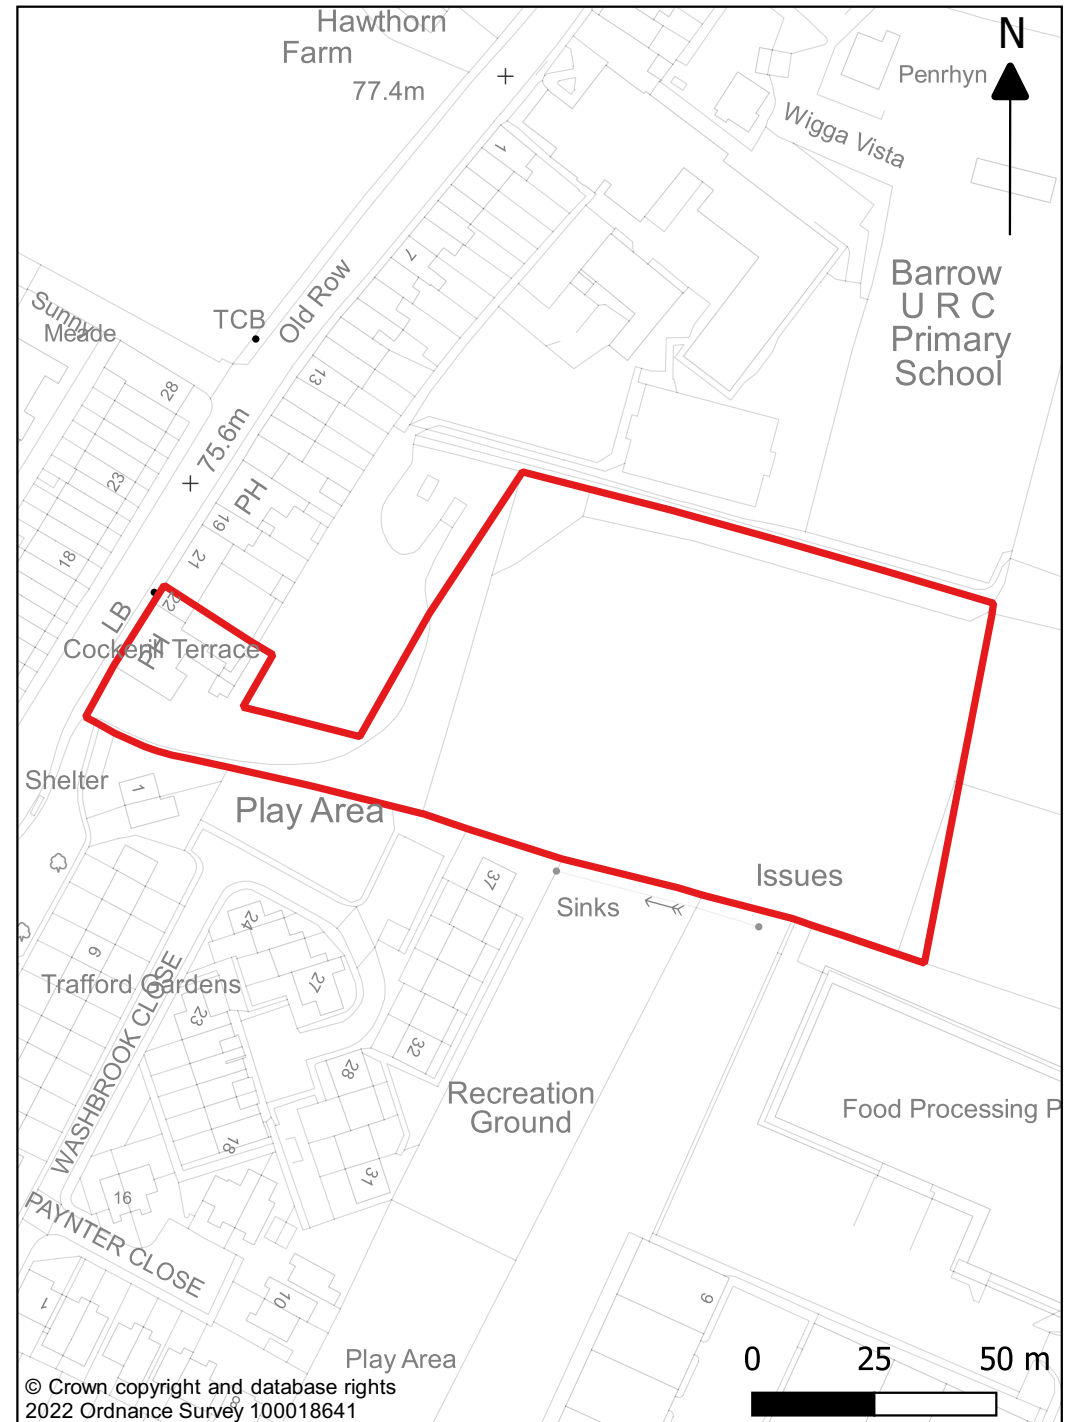 Hawthorn
Farm
77.4m
N
Penrhyn
Wigga Vista
1
7
Barrow
U R C
Primary
School
Old Row
TCB
Sunny
Meade
13
28
75.6m
23
PH
19
21
18
22
LB
PH
Cockerill Terrace
Shelter
1
Play Area
Issues
37
Sinks
24
6
27
Trafford Gardens
23
WASHBROOK CLOSE
32
28
Recreation
Ground
Food Processing P
18
31
16
PAYNTER CLOSE
1
10
9
Play Area
8
0 25 50 m
© Crown copyright and database rights
2022 Ordnance Survey 100018641